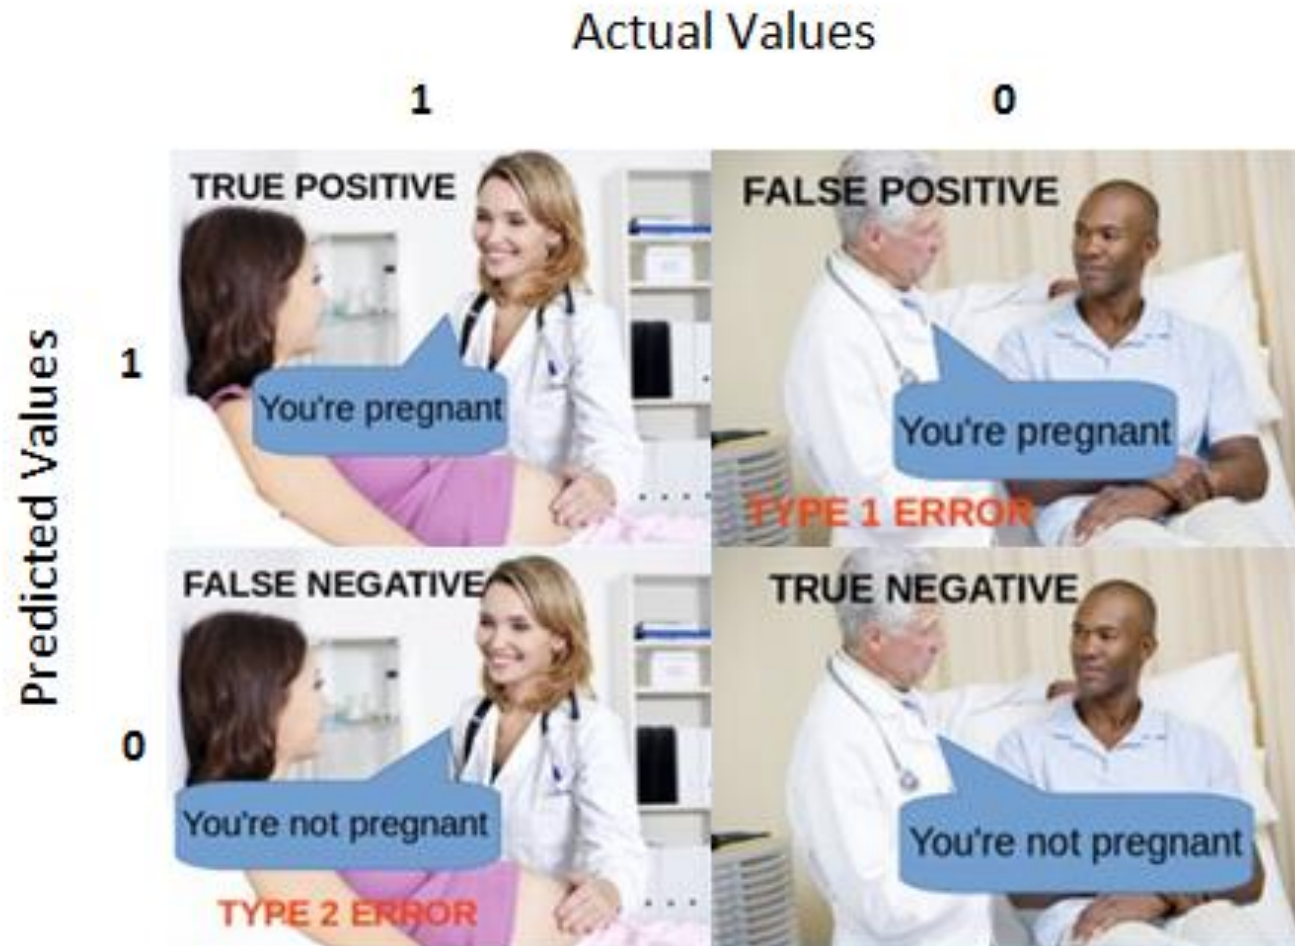 Actual Values
1
0
Predicted Values
1
TRUE POSITIVE
You're pregnant
FALSE POSITIVE
You're pregnant
TYPE 1 ERROR
0
FALSE NEGATIVE
You're not pregnant
TYPE 2 ERROR
TRUE NEGATIVE
You're not pregnant